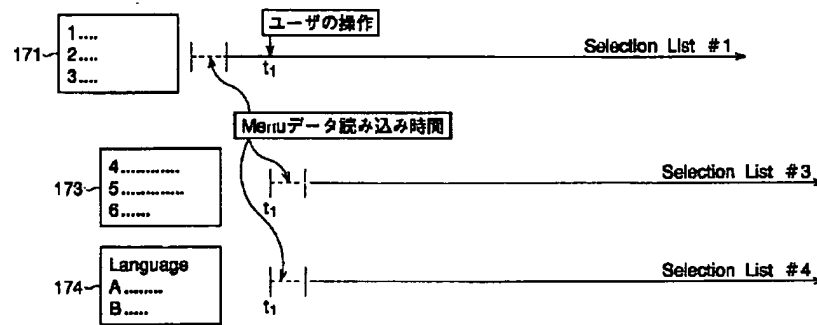 ユーザの操作
171
1....
2....
3....
Selection List #1
t1
Menuデータ読み込み時間
173
4............
5.............
6......
Selection List #3
t1
174
Language
A........
B.....
Selection List #4
t1